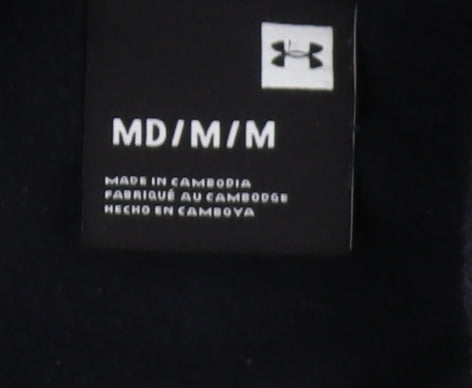 MD/M/M
MADE IN CAMBODIA
FABRIQUÉ AU CAMBODGE
HECHO EN CAMBOYA